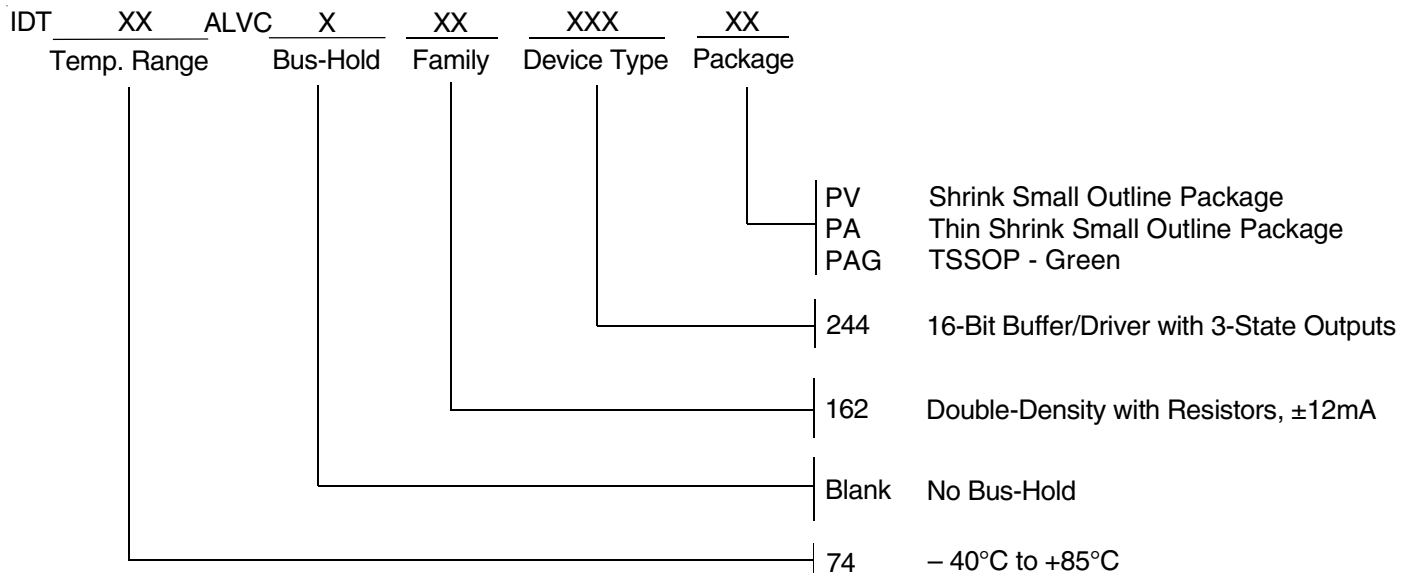 IDT XX ALVC X XX XXX XX
Temp. Range Bus-Hold Family Device Type Package
PV Shrink Small Outline Package
PA Thin Shrink Small Outline Package
PAG TSSOP - Green
244 16-Bit Buffer/Driver with 3-State Outputs
162 Double-Density with Resistors, ±12mA
Blank No Bus-Hold
74 – 40°C to +85°C